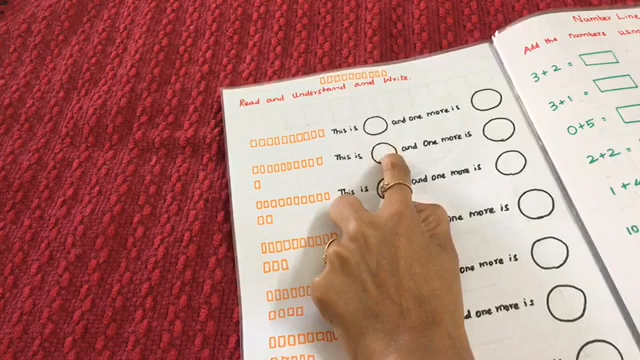 Read and Understand and Write.
This is and one more is
This is and one more is
This is and one more is
one more is
one more is
and one more is
Number Line
Add the numbers using
3+2 =
3+1 =
0+5 =
2+2 =
1+
10